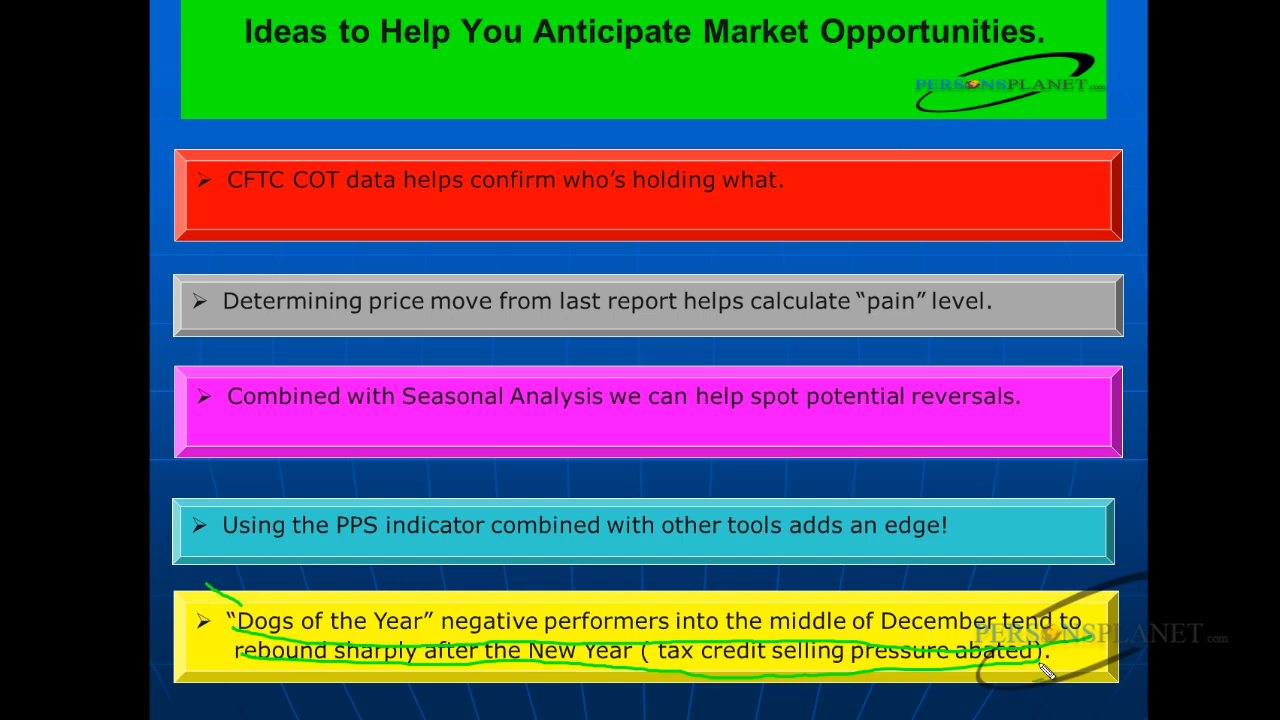 Ideas to Help You Anticipate Market Opportunities.
PERSONSPLANET.com
➢ CFTC COT data helps confirm who’s holding what.
➢ Determining price move from last report helps calculate “pain” level.
➢ Combined with Seasonal Analysis we can help spot potential reversals.
➢ Using the PPS indicator combined with other tools adds an edge!
➢ “Dogs of the Year” negative performers into the middle of December tend to
rebound sharply after the New Year ( tax credit selling pressure abated).
PERSONSPLANET.com